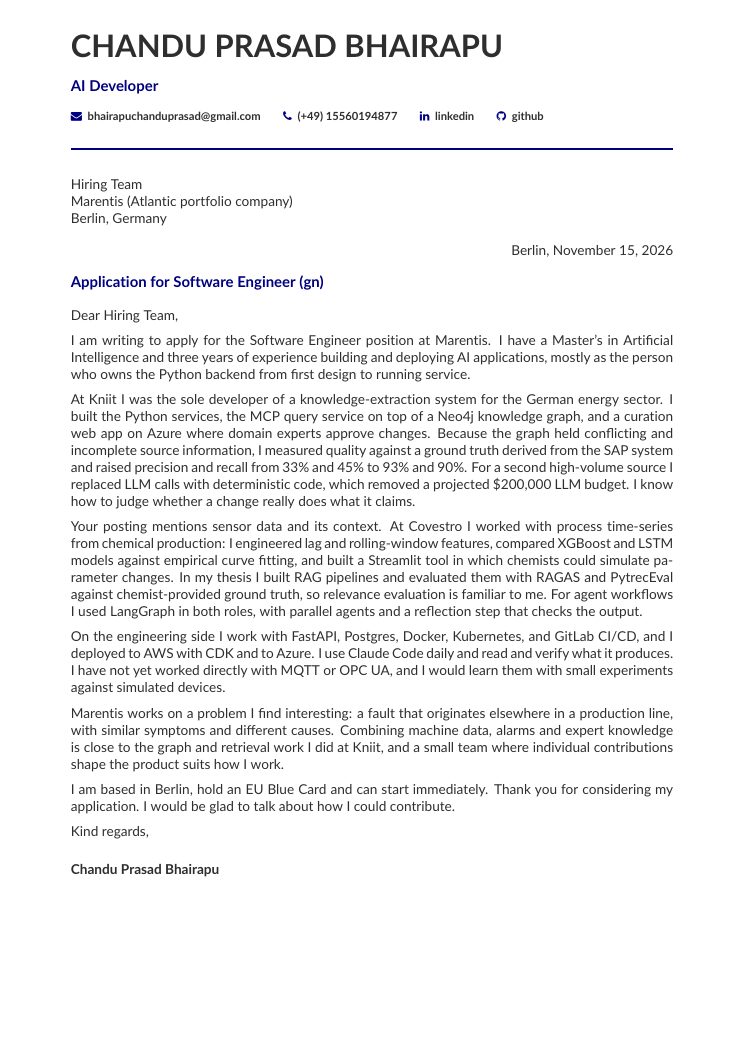 CHANDU PRASAD BHAIRAPU
AI Developer
bhairapuchanduprasad@gmail.com (+49) 15560194877 linkedin github
Hiring Team
Marentis (Atlantic portfolio company)
Berlin, Germany
Berlin, November 15, 2026
Application for Software Engineer (gn)
Dear Hiring Team,
I am writing to apply for the Software Engineer position at Marentis. I have a Master's in Artificial
Intelligence and three years of experience building and deploying AI applications, mostly as the person
who owns the Python backend from first design to running service.
At Kniit I was the sole developer of a knowledge-extraction system for the German energy sector. I
built the Python services, the MCP query service on top of a Neo4j knowledge graph, and a curation
web app on Azure where domain experts approve changes. Because the graph held conflicting and
incomplete source information, I measured quality against a ground truth derived from the SAP system
and raised precision and recall from 33% and 45% to 93% and 90%. For a second high-volume source I
replaced LLM calls with deterministic code, which removed a projected $200,000 LLM budget. I know
how to judge whether a change really does what it claims.
Your posting mentions sensor data and its context. At Covestro I worked with process time-series
from chemical production: I engineered lag and rolling-window features, compared XGBoost and LSTM
models against empirical curve fitting, and built a Streamlit tool in which chemists could simulate pa-
rameter changes. In my thesis I built RAG pipelines and evaluated them with RAGAS and PytrecEval
against chemist-provided ground truth, so relevance evaluation is familiar to me. For agent workflows
I used LangGraph in both roles, with parallel agents and a reflection step that checks the output.
On the engineering side I work with FastAPI, Postgres, Docker, Kubernetes, and GitLab CI/CD, and I
deployed to AWS with CDK and to Azure. I use Claude Code daily and read and verify what it produces.
I have not yet worked directly with MQTT or OPC UA, and I would learn them with small experiments
against simulated devices.
Marentis works on a problem I find interesting: a fault that originates elsewhere in a production line,
with similar symptoms and different causes. Combining machine data, alarms and expert knowledge
is close to the graph and retrieval work I did at Kniit, and a small team where individual contributions
shape the product suits how I work.
I am based in Berlin, hold an EU Blue Card and can start immediately. Thank you for considering my
application. I would be glad to talk about how I could contribute.
Kind regards,
Chandu Prasad Bhairapu